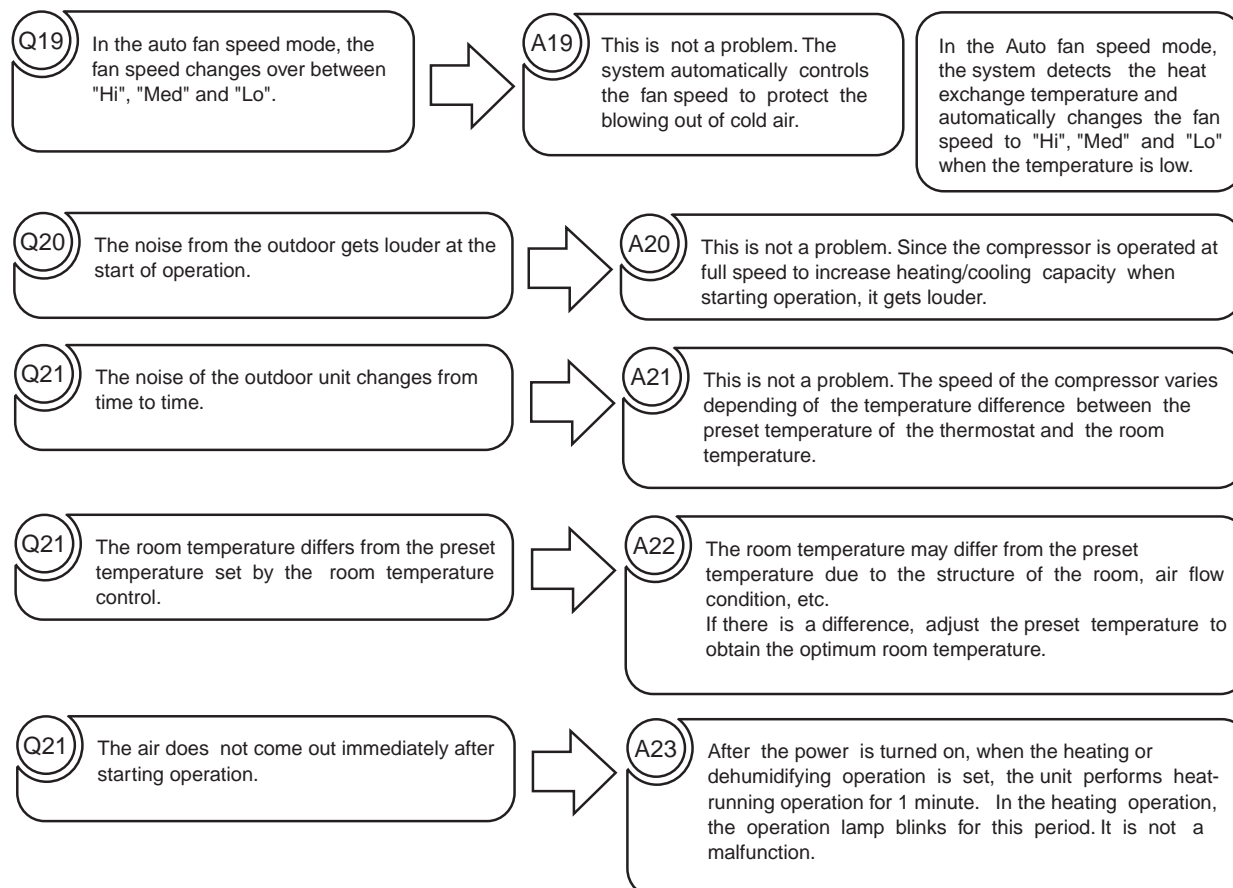 Q19
In the auto fan speed mode, the
fan speed changes over between
"Hi", "Med" and "Lo".
A19
This is not a problem. The
system automatically controls
the fan speed to protect the
blowing out of cold air.
In the Auto fan speed mode,
the system detects the heat
exchange temperature and
automatically changes the fan
speed to "Hi", "Med" and "Lo"
when the temperature is low.
Q20
The noise from the outdoor gets louder at the
start of operation.
A20
This is not a problem. Since the compressor is operated at
full speed to increase heating/cooling capacity when
starting operation, it gets louder.
Q21
The noise of the outdoor unit changes from
time to time.
A21
This is not a problem. The speed of the compressor varies
depending of the temperature difference between the
preset temperature of the thermostat and the room
temperature.
Q21
The room temperature differs from the preset
temperature set by the room temperature
control.
A22
The room temperature may differ from the preset
temperature due to the structure of the room, air flow
condition, etc.
If there is a difference, adjust the preset temperature to
obtain the optimum room temperature.
Q21
The air does not come out immediately after
starting operation.
A23
After the power is turned on, when the heating or
dehumidifying operation is set, the unit performs heat-
running operation for 1 minute. In the heating operation,
the operation lamp blinks for this period. It is not a
malfunction.